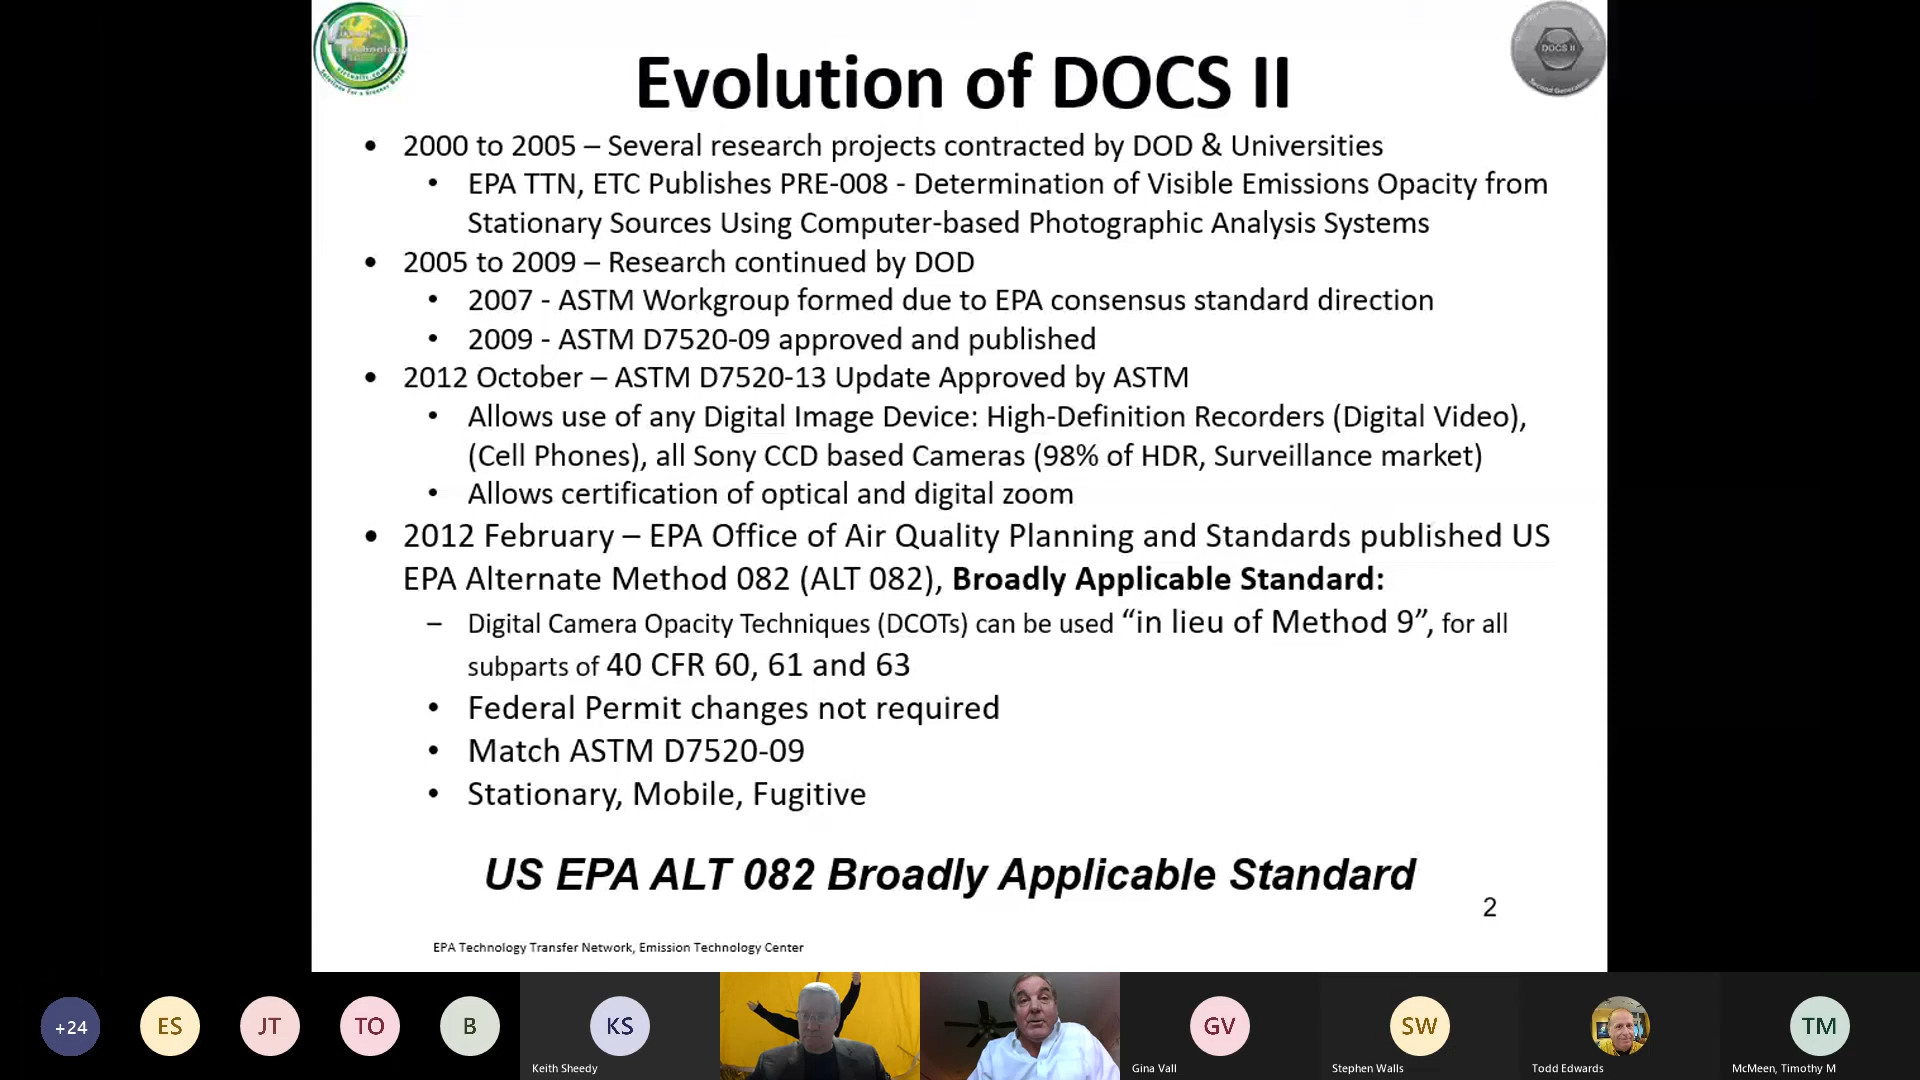 Evolution of DOCS II
DOCS II
• 2000 to 2005 – Several research projects contracted by DOD & Universities
• EPA TTN, ETC Publishes PRE-008 - Determination of Visible Emissions Opacity from
Stationary Sources Using Computer-based Photographic Analysis Systems
• 2005 to 2009 – Research continued by DOD
• 2007 - ASTM Workgroup formed due to EPA consensus standard direction
• 2009 - ASTM D7520-09 approved and published
• 2012 October – ASTM D7520-13 Update Approved by ASTM
• Allows use of any Digital Image Device: High-Definition Recorders (Digital Video),
(Cell Phones), all Sony CCD based Cameras (98% of HDR, Surveillance market)
• Allows certification of optical and digital zoom
• 2012 February – EPA Office of Air Quality Planning and Standards published US
EPA Alternate Method 082 (ALT 082), Broadly Applicable Standard:
– Digital Camera Opacity Techniques (DCOTs) can be used “in lieu of Method 9”, for all
subparts of 40 CFR 60, 61 and 63
• Federal Permit changes not required
• Match ASTM D7520-09
• Stationary, Mobile, Fugitive
US EPA ALT 082 Broadly Applicable Standard
2
EPA Technology Transfer Network, Emission Technology Center
+24
ES
JT
TO
B
KS
GV
SW
TM
Keith Sheedy
Gina Vall
Stephen Walls
Todd Edwards
McMeen, Timothy M